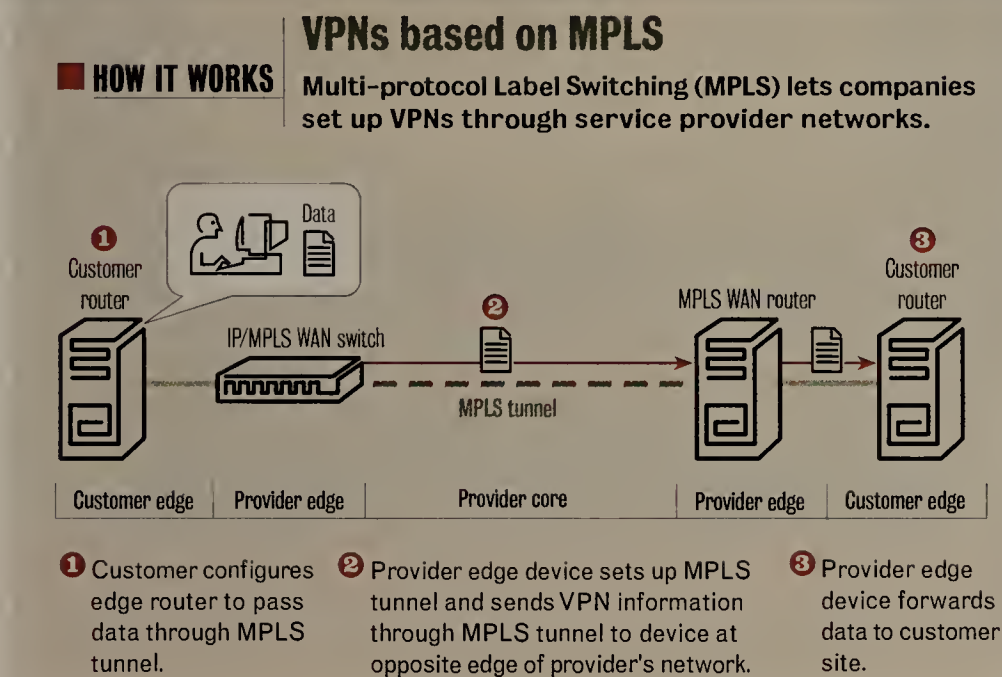 HOW IT WORKS
VPNs based on MPLS
Multi-protocol Label Switching (MPLS) lets companies
set up VPNs through service provider networks.
Data
1
Customer
router
IP/MPLS WAN switch
2
MPLS tunnel
MPLS WAN router
3
Customer
router
Customer edge
Provider edge
Provider core
Provider edge
Customer edge
1 Customer configures
edge router to pass
data through MPLS
tunnel.
2 Provider edge device sets up MPLS
tunnel and sends VPN information
through MPLS tunnel to device at
opposite edge of provider's network.
3 Provider edge
device forwards
data to customer
site.